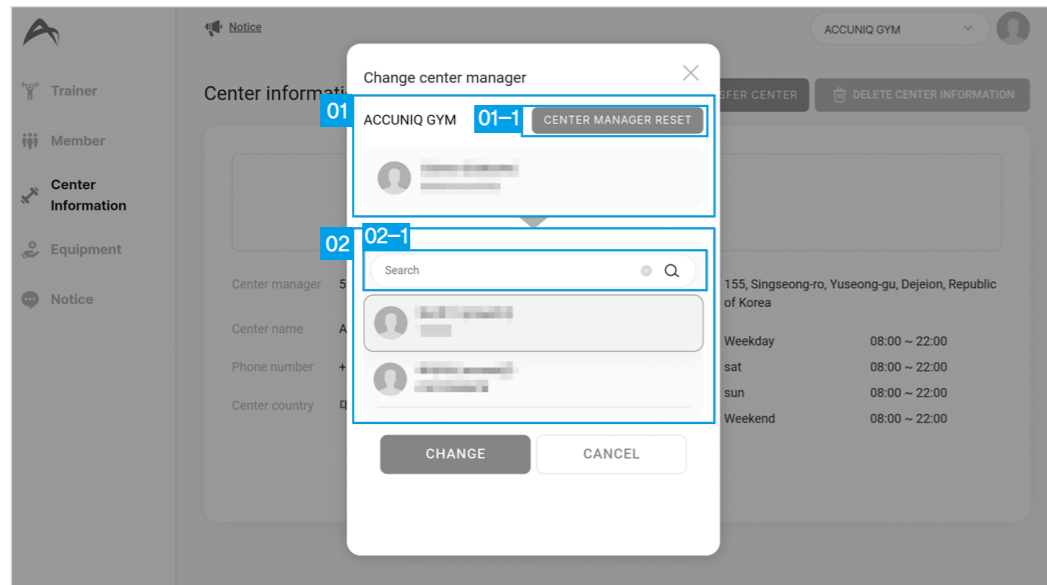 Notice
ACCUNIQ GYM
Trainer
Member
Center
Information
Equipment
Notice
Center informati
SFER CENTER
DELETE CENTER INFORMATION
Change center manager
01
ACCUNIQ GYM
01-1
CENTER MANAGER RESET
02
02-1
Search
CHANGE
CANCEL
Center manager 5
Center name A
Phone number +
Center country 대
155, Singseong-ro, Yuseong-gu, Dejeion, Republic
of Korea
Weekday 08:00 ~ 22:00
sat 08:00 ~ 22:00
sun 08:00 ~ 22:00
Weekend 08:00 ~ 22:00